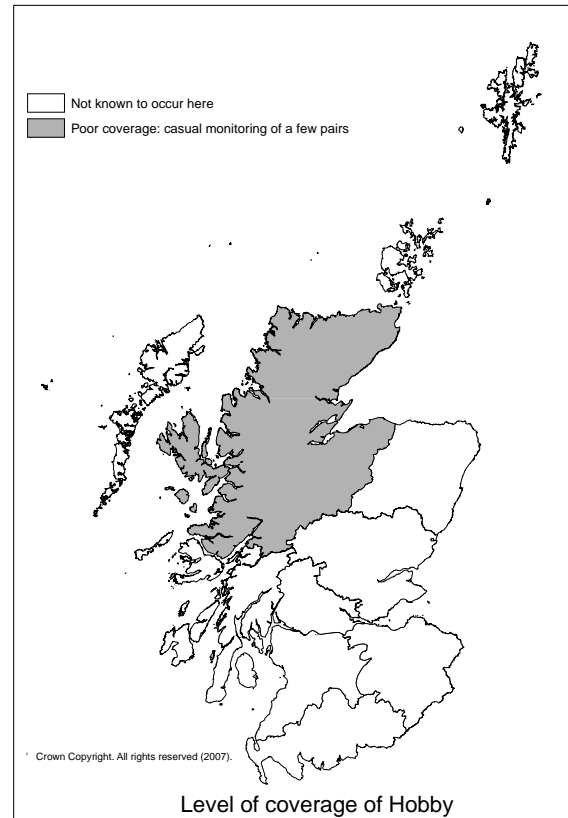 Not known to occur here
Poor coverage: casual monitoring of a few pairs
' Crown Copyright. All rights reserved (2007).
Level of coverage of Hobby